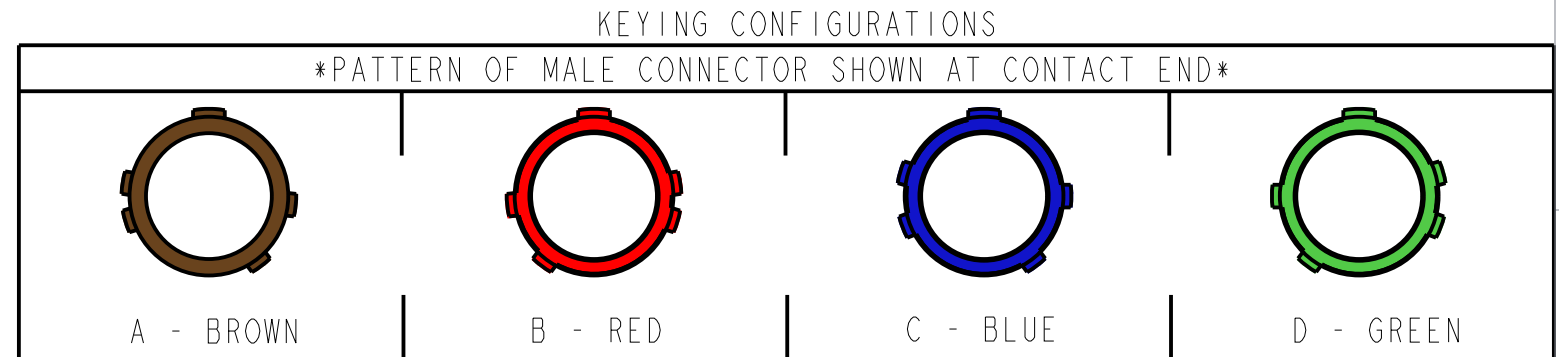 KEYING CONFIGURATIONS
*PATTERN OF MALE CONNECTOR SHOWN AT CONTACT END*
A - BROWN
B - RED
C - BLUE
D - GREEN